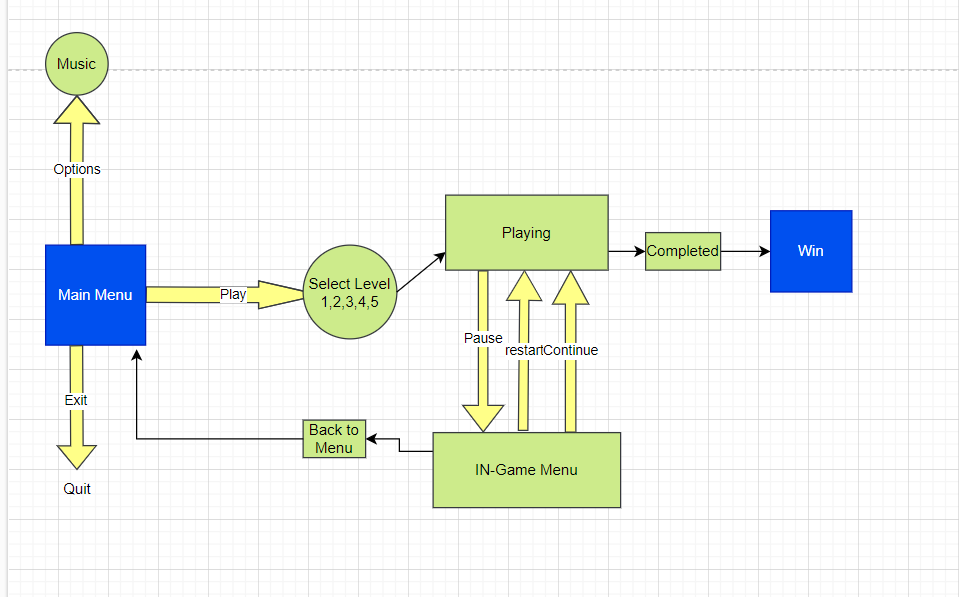 Music
Options
Main Menu
Play
Select Level
1,2,3,4,5
Playing
Completed
Win
Pause
restart
Continue
Exit
Back to
Menu
IN-Game Menu
Quit